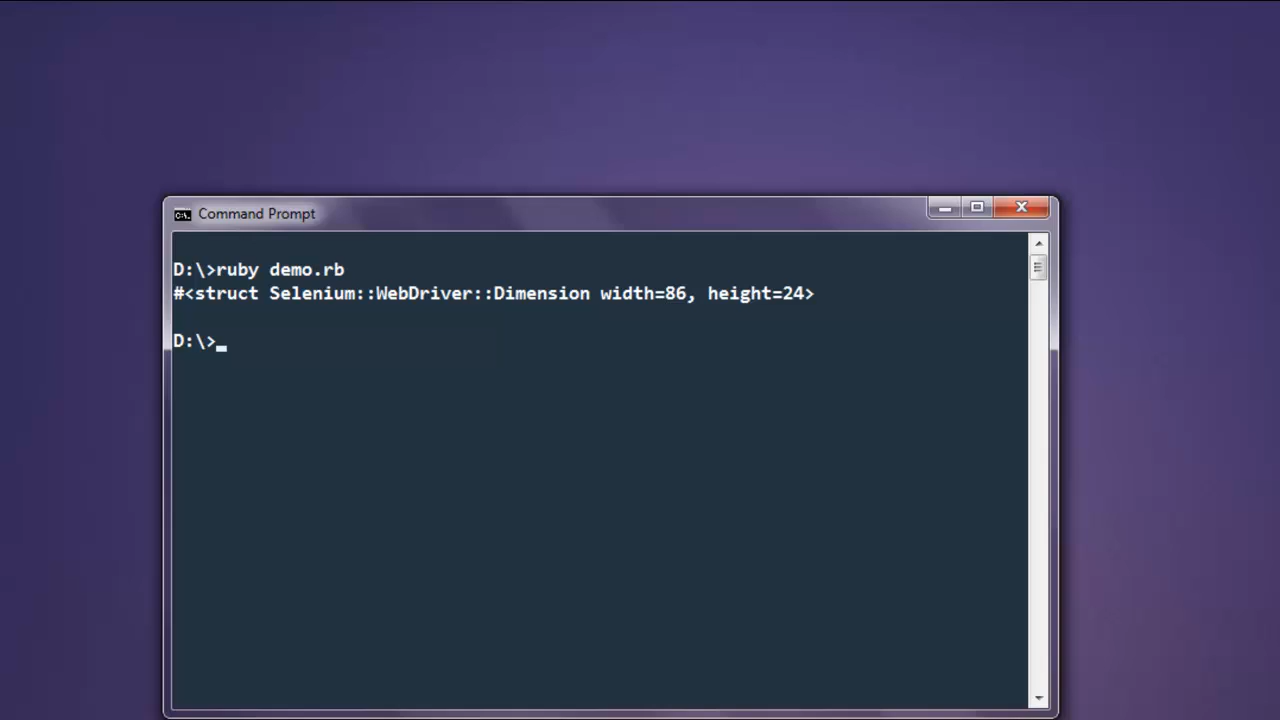 Command Prompt
D:\>ruby demo.rb
#<struct Selenium::WebDriver::Dimension width=86, height=24>
D:\>